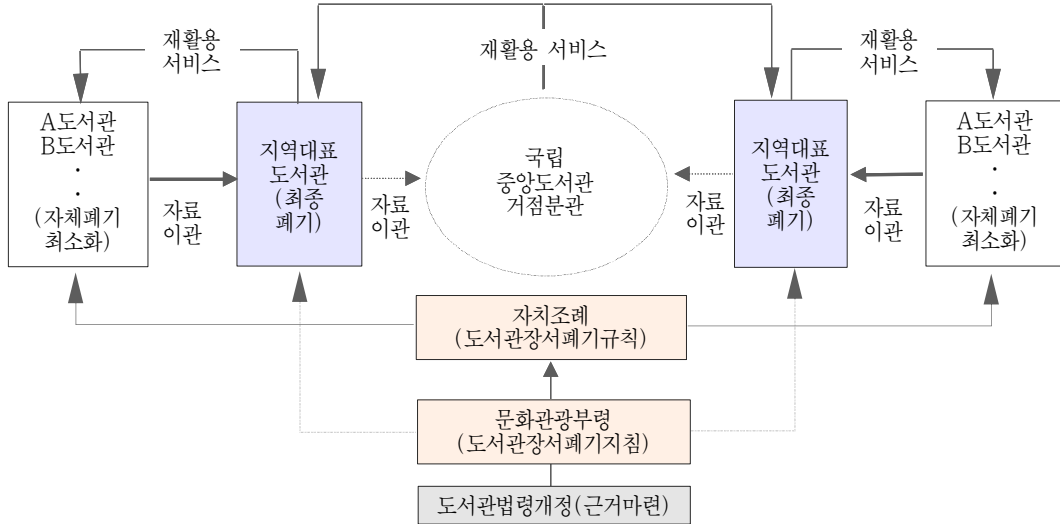 재활용
서비스
재활용 서비스
재활용
서비스
A도서관
B도서관
·
·
(자체폐기
최소화)
자료
이관
지역대표
도서관
(최종
폐기)
자료
이관
국립
중앙도서관
거점분관
자료
이관
지역대표
도서관
(최종
폐기)
자료
이관
A도서관
B도서관
·
·
(자체폐기
최소화)
자치조례
(도서관장서폐기규칙)
문화관광부령
(도서관장서폐기지침)
도서관법령개정(근거마련)